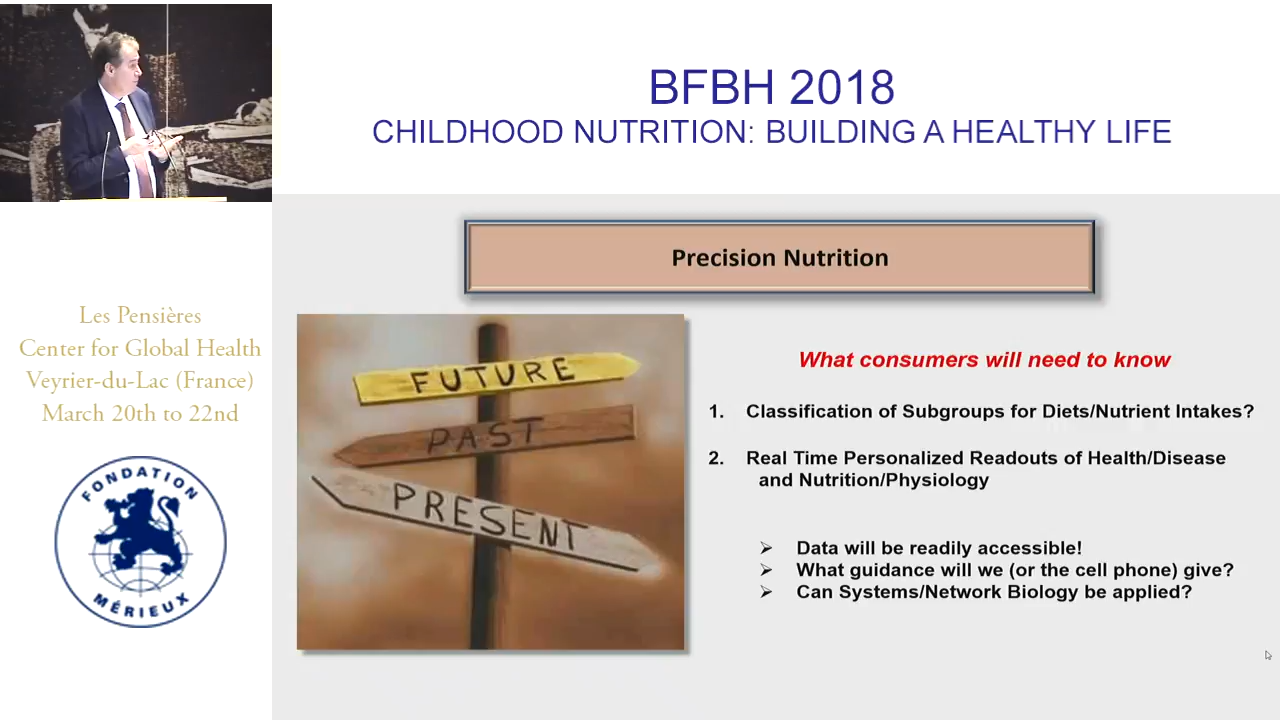 BFBH 2018
CHILDHOOD NUTRITION: BUILDING A HEALTHY LIFE
Les Pensières
Center for Global Health
Veyrier-du-Lac (France)
March 20th to 22nd
FONDATION
MÉRIEUX
Precision Nutrition
FUTURE
PAST
PRESENT
What consumers will need to know
1. Classification of Subgroups for Diets/Nutrient Intakes?
2. Real Time Personalized Readouts of Health/Disease
and Nutrition/Physiology
➢ Data will be readily accessible!
➢ What guidance will we (or the cell phone) give?
➢ Can Systems/Network Biology be applied?